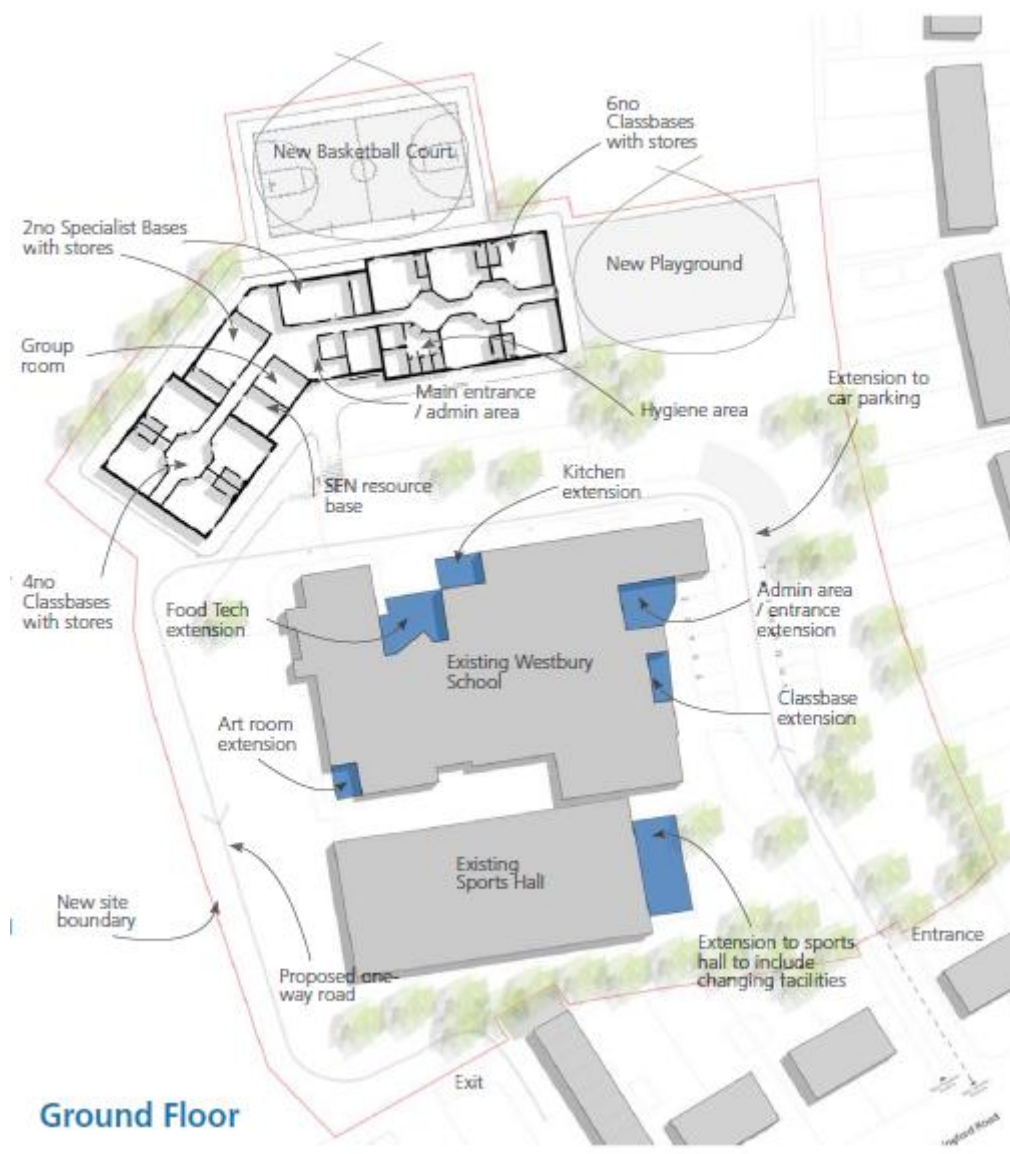 6no
Classbases
with stores
New Basketball Court
2no Specialist Bases
with stores
New Playground
Group
room
Main entrance
/ admin area
Hygiene area
Extension to
car parking
SEN resource
base
Kitchen
extension
4no
Classbases
with stores
Food Tech
extension
Admin area
/ entrance
extension
Existing Westbury
School
Classbase
extension
Art room
extension
Existing
Sports Hall
New site
boundary
Proposed one-
way road
Extension to sports
hall to include
changing facilities
Entrance
Exit
Ground Floor
Road